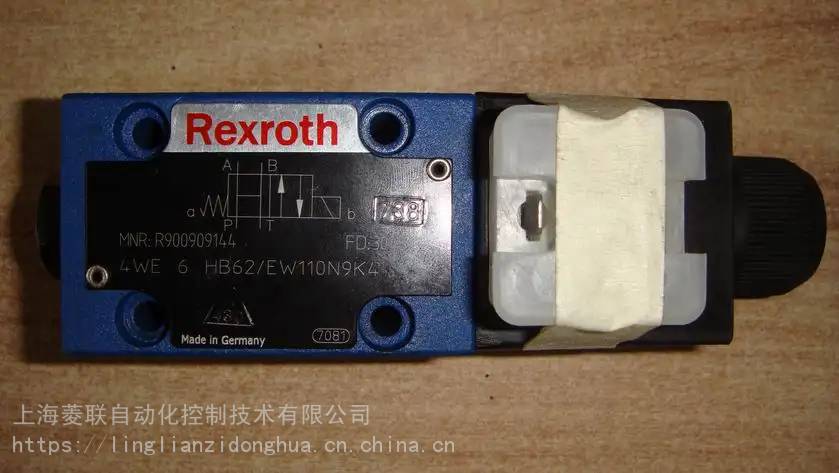 Rexroth
A B
a b
P T
788
MNR: R900909144 FD:
4WE 6 HB62/EW110N9K4
Made in Germany
7081
上海菱联自动化控制技术有限公司
https://linglianzidonghua.cn.china.cn